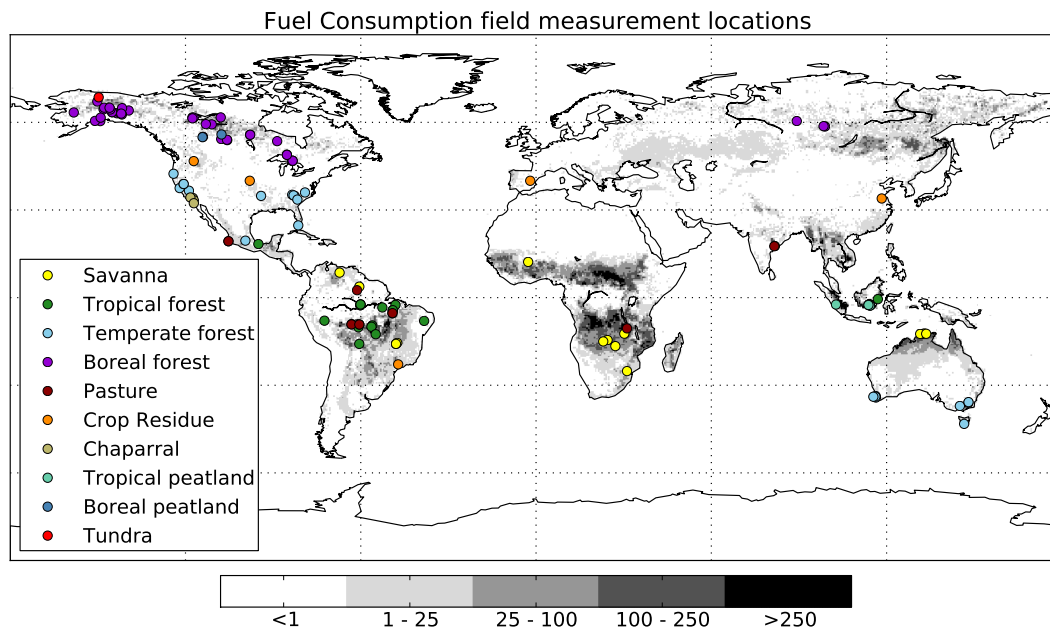 Fuel Consumption field measurement locations
Savanna
Tropical forest
Temperate forest
Boreal forest
Pasture
Crop Residue
Chaparral
Tropical peatland
Boreal peatland
Tundra
<1 1 - 25 25 - 100 100 - 250 >250